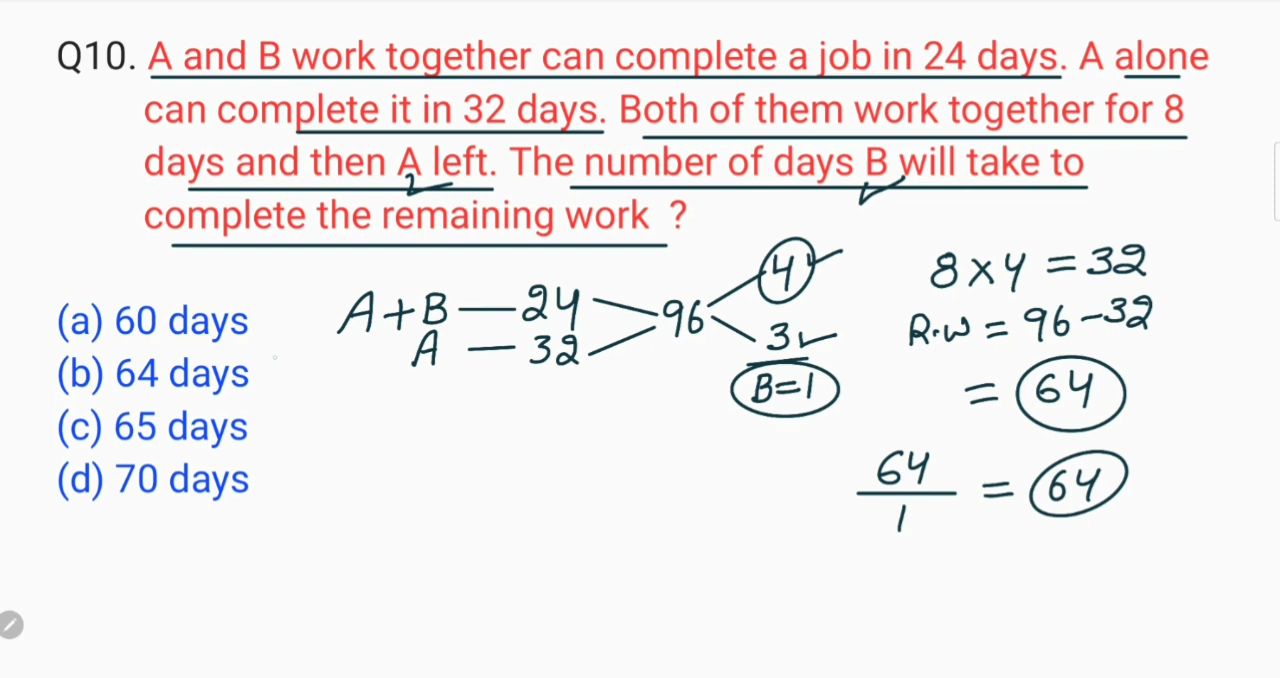 Q10. A and B work together can complete a job in 24 days. A alone
can complete it in 32 days. Both of them work together for 8
days and then A left. The number of days B will take to
complete the remaining work ?
(a) 60 days
(b) 64 days
(c) 65 days
(d) 70 days
A+B — 24
A — 32
96
4
3
B=1
8×4 = 32
R.W = 96-32
= 64
64/1 = 64